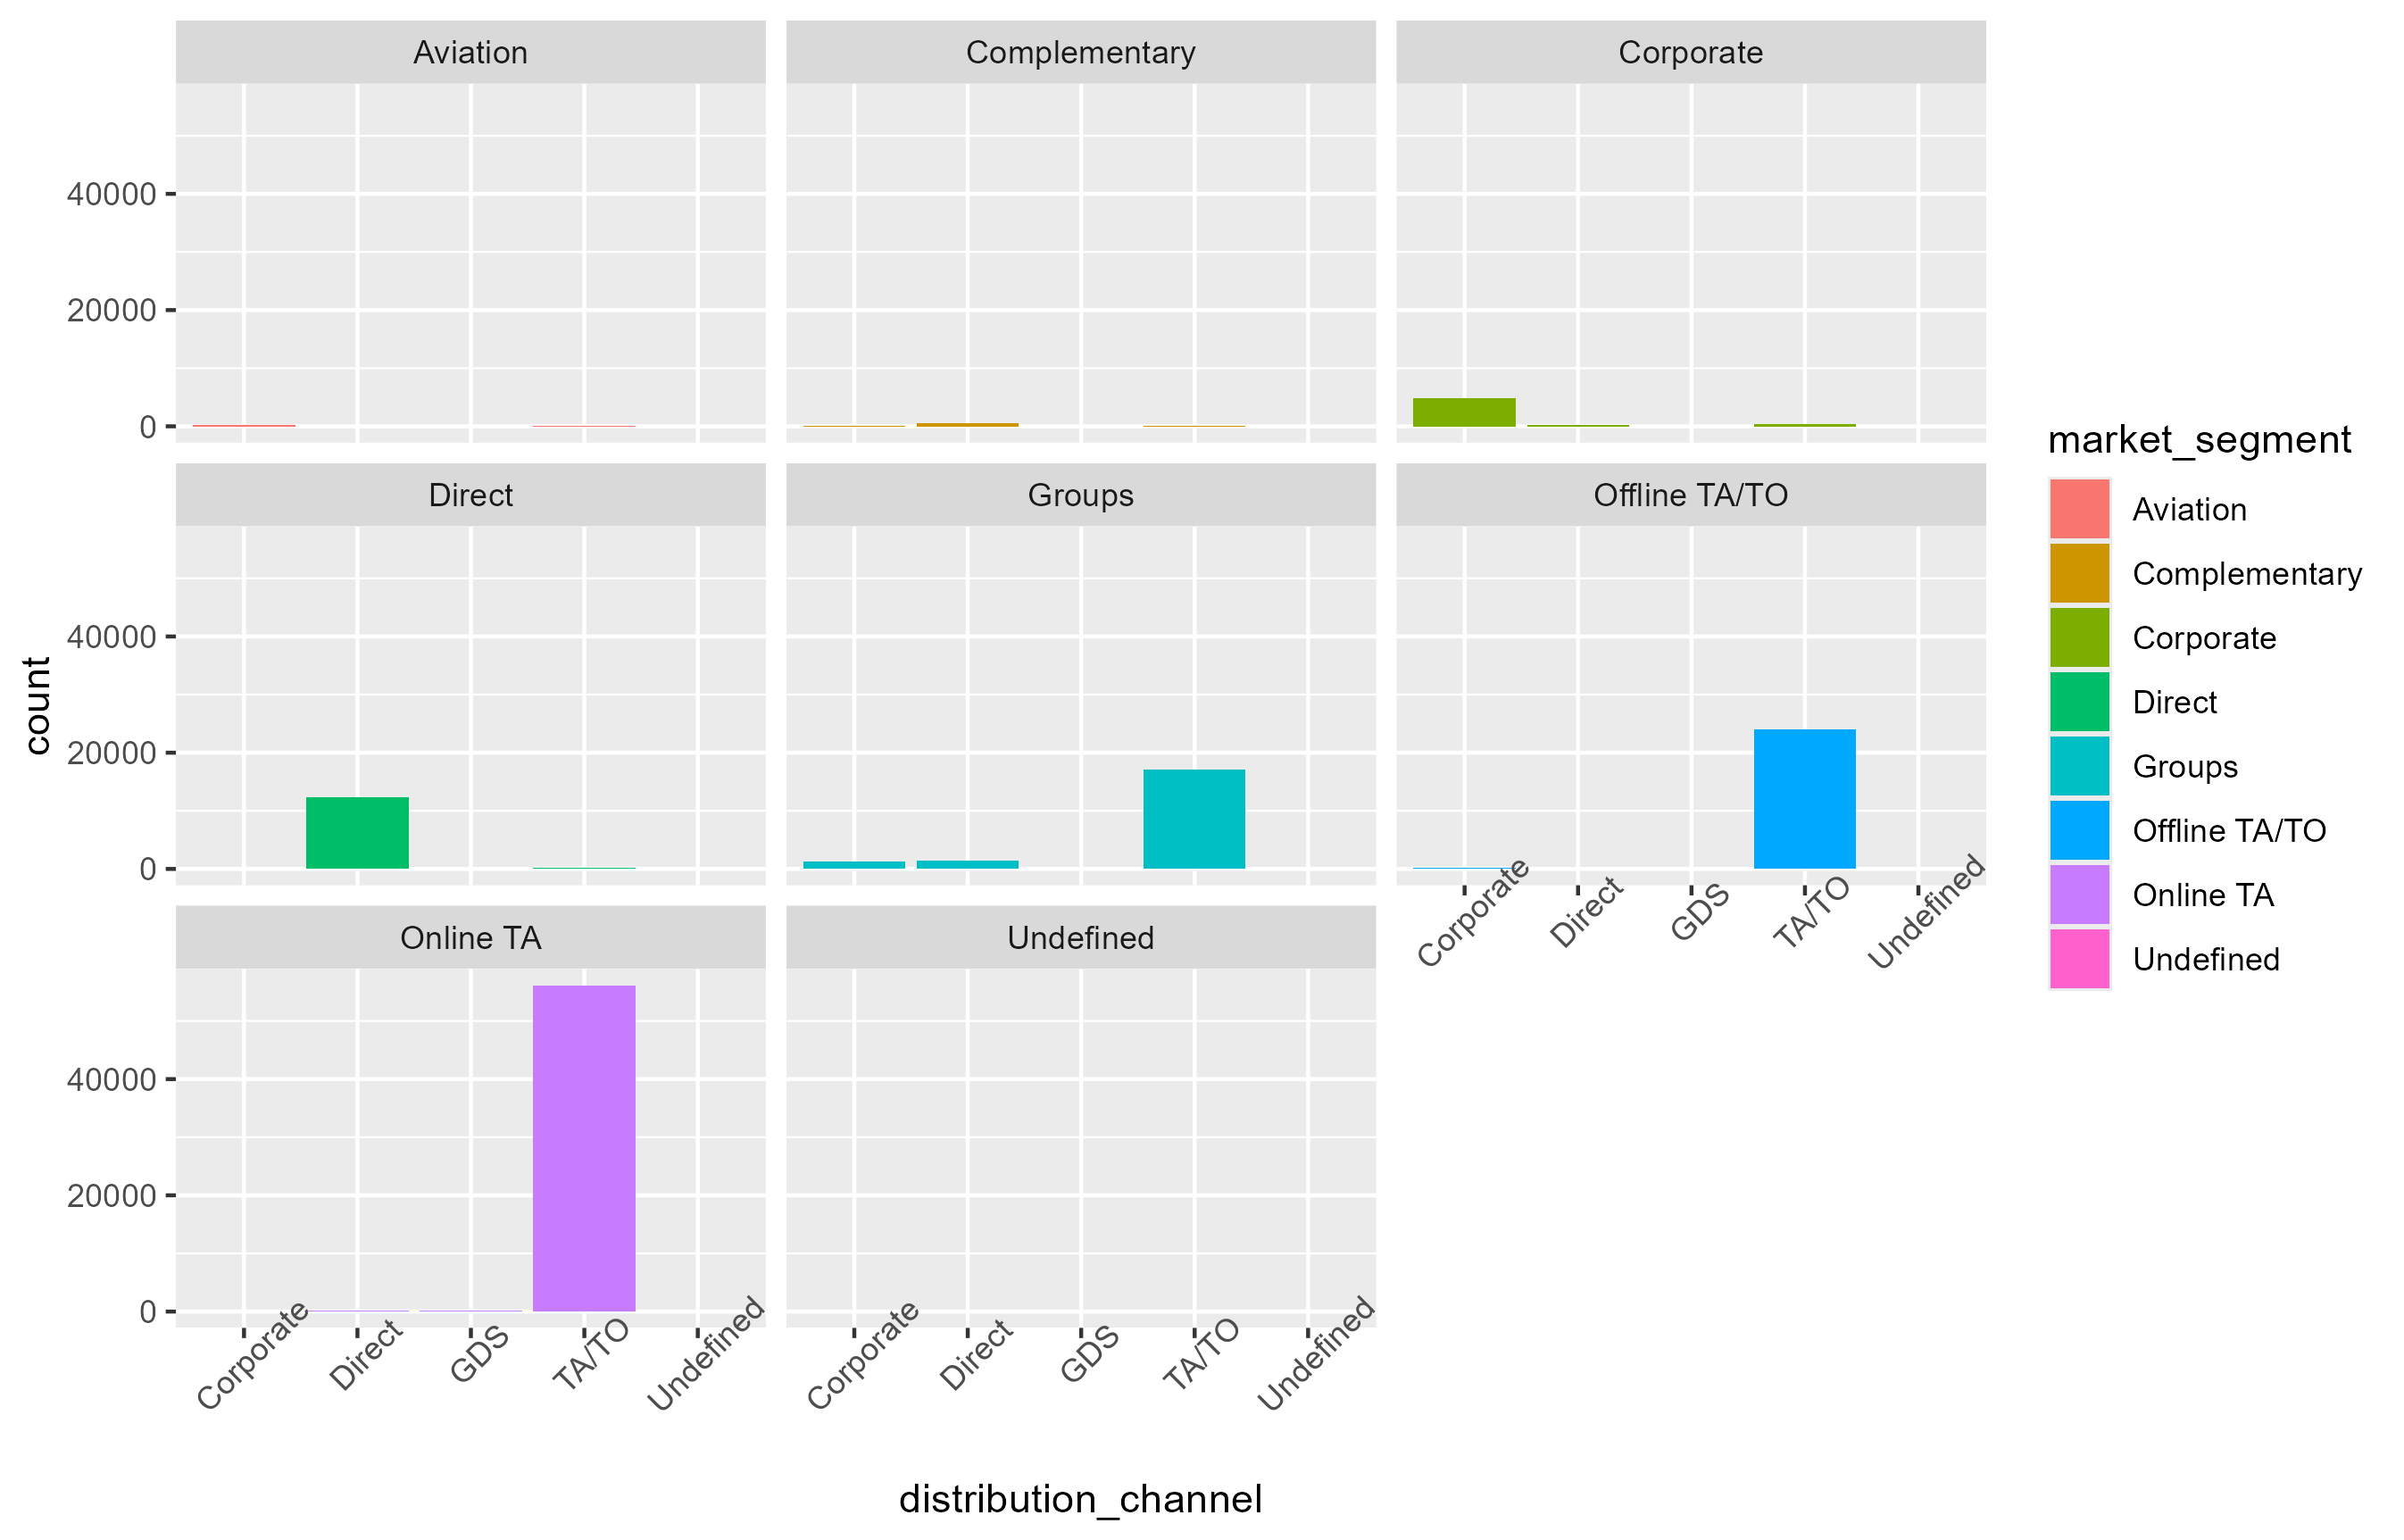 Aviation
Complementary
Corporate
40000
20000
0
Direct
Groups
Offline TA/TO
40000
20000
0
Corporate
Direct
GDS
TA/TO
Undefined
Online TA
Undefined
40000
20000
0
Corporate
Direct
GDS
TA/TO
Undefined
Corporate
Direct
GDS
TA/TO
Undefined
count
distribution_channel
market_segment
Aviation
Complementary
Corporate
Direct
Groups
Offline TA/TO
Online TA
Undefined